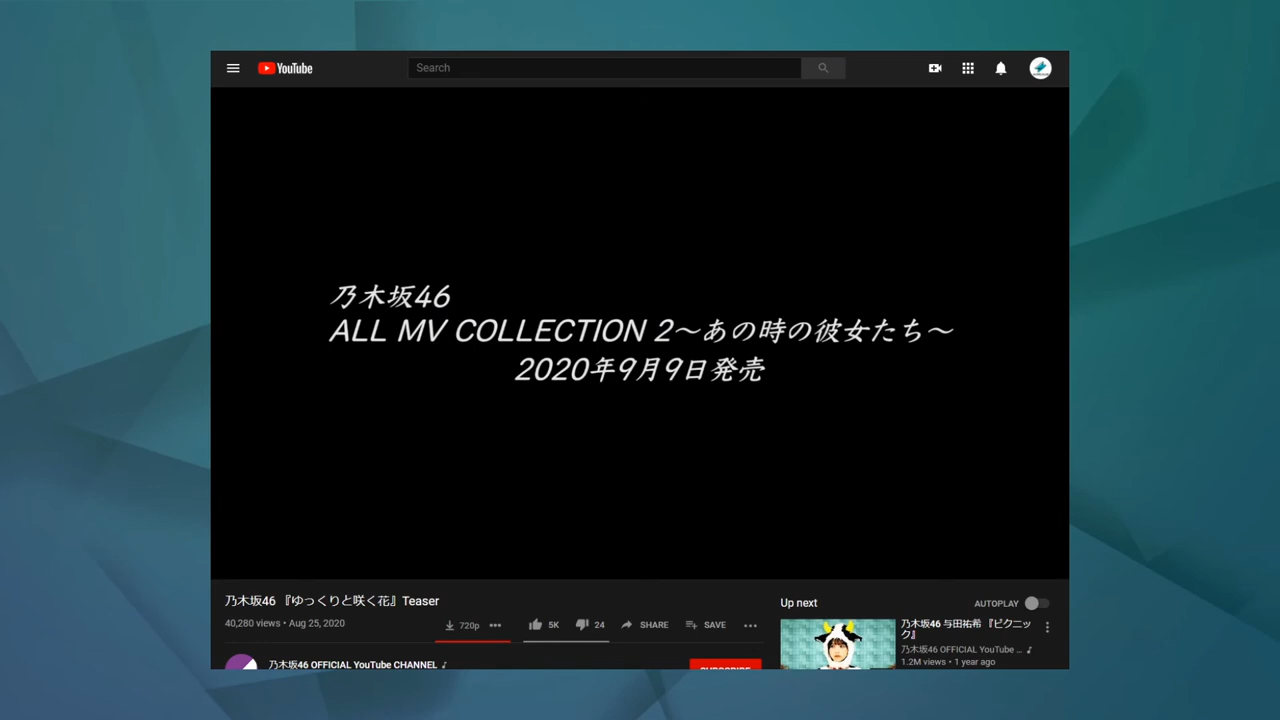 YouTube
Search
乃木坂46
ALL MV COLLECTION 2～あの時の彼女たち～
2020年9月9日発売
乃木坂46 『ゆっくりと咲く花』Teaser
40,280 views • Aug 25, 2020
720p
5K
24
SHARE
SAVE
乃木坂46 OFFICIAL YouTube CHANNEL
SUBSCRIBE
Up next
AUTOPLAY
乃木坂46 与田祐希 『ピクニッ
ク』
乃木坂46 OFFICIAL YouTube ...
1.2M views • 1 year ago